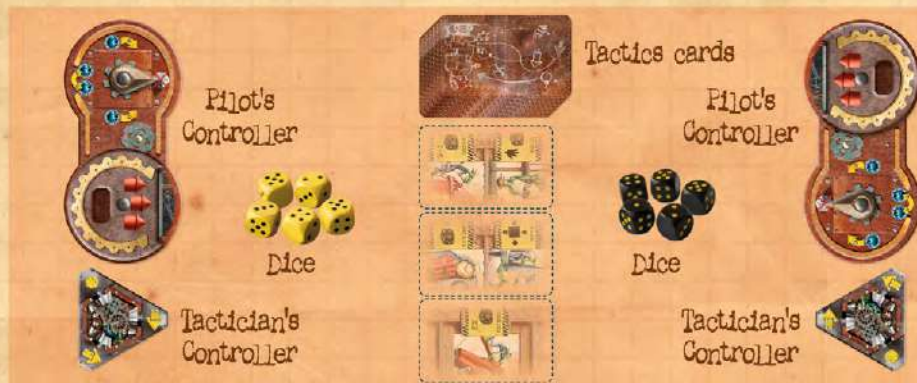 Tactics cards
Pilot's
Controller
Pilot's
Controller
Dice
Dice
Tactician's
Controller
Tactician's
Controller